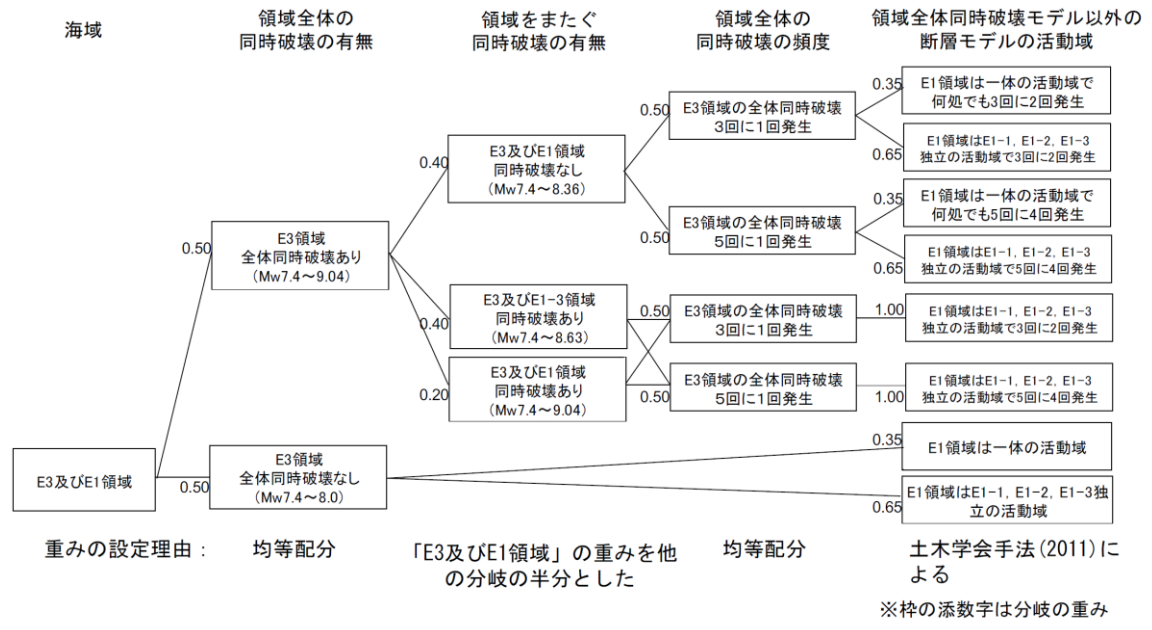 海域
領域全体の
同時破壊の有無
領域をまたぐ
同時破壊の有無
領域全体の
同時破壊の頻度
領域全体同時破壊モデル以外の
断層モデルの活動域
E3及びE1領域
0.50
E3領域
全体同時破壊あり
(Mw7.4～9.04)
0.50
E3領域
全体同時破壊なし
(Mw7.4～8.0)
0.40
E3及びE1領域
同時破壊なし
(Mw7.4～8.36)
0.40
E3及びE1-3領域
同時破壊あり
(Mw7.4～8.63)
0.20
E3及びE1領域
同時破壊あり
(Mw7.4～9.04)
0.50
E3領域の全体同時破壊
3回に1回発生
0.50
E3領域の全体同時破壊
5回に1回発生
0.50
E3領域の全体同時破壊
3回に1回発生
0.50
E3領域の全体同時破壊
5回に1回発生
0.35
E1領域は一体の活動域で
何処でも3回に2回発生
0.65
E1領域はE1-1, E1-2, E1-3
独立の活動域で3回に2回発生
0.35
E1領域は一体の活動域で
何処でも5回に4回発生
0.65
E1領域はE1-1, E1-2, E1-3
独立の活動域で5回に4回発生
1.00
E1領域はE1-1, E1-2, E1-3
独立の活動域で3回に2回発生
1.00
E1領域はE1-1, E1-2, E1-3
独立の活動域で5回に4回発生
0.35
E1領域は一体の活動域
0.65
E1領域はE1-1, E1-2, E1-3独
立の活動域
重みの設定理由：
均等配分
「E3及びE1領域」の重みを他
の分岐の半分とした
均等配分
土木学会手法(2011)に
よる
※枠の添数字は分岐の重み